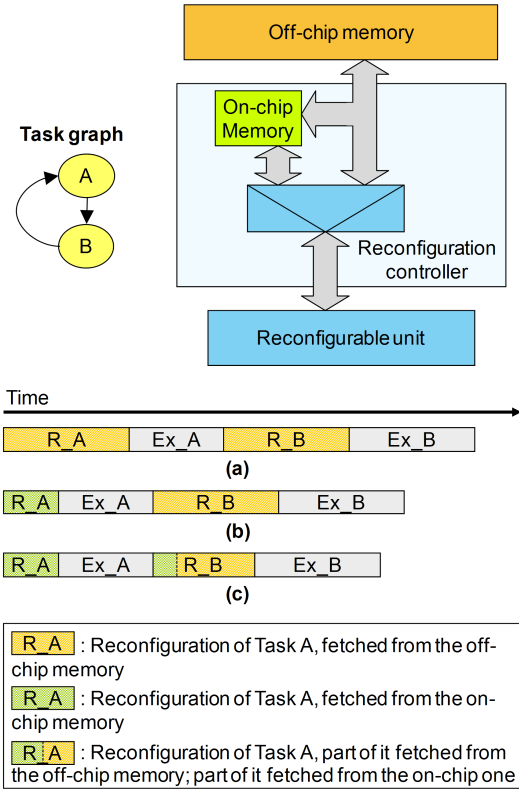 Off-chip memory
On-chip
Memory
Task graph
A
B
Reconfiguration
controller
Reconfigurable unit
Time
R_A Ex_A R_B Ex_B
(a)
R_A Ex_A R_B Ex_B
(b)
R_A Ex_A R_B Ex_B
(c)
R_A : Reconfiguration of Task A, fetched from the off-
chip memory
R_A : Reconfiguration of Task A, fetched from the on-
chip memory
R_A : Reconfiguration of Task A, part of it fetched from
the off-chip memory; part of it fetched from the on-chip one